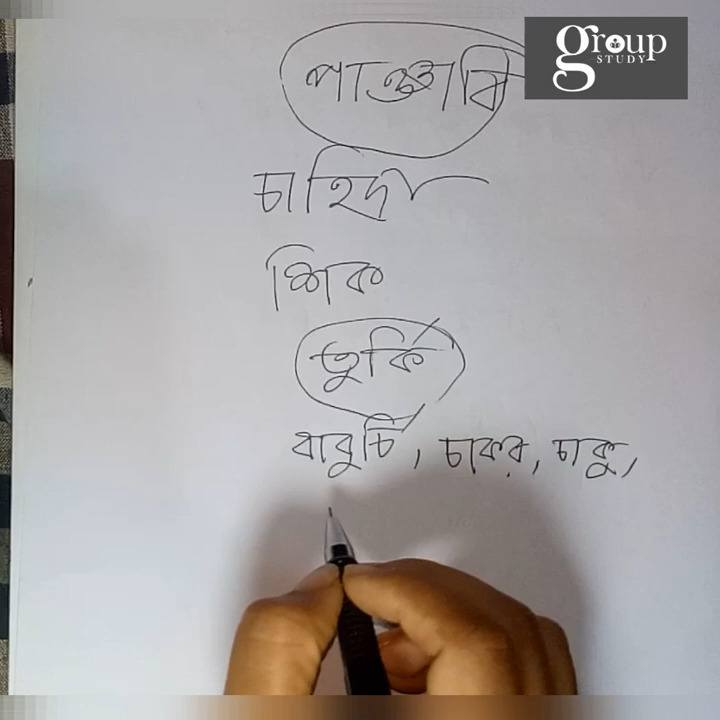 group
STUDY
পাঞ্জাবি
চাহিদা
শিক
তুর্কি
বাবুর্চি, চাকর, চাকু,